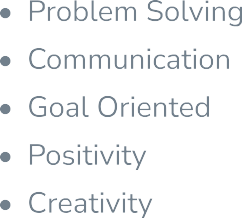 • Problem Solving
• Communication
• Goal Oriented
• Positivity
• Creativity